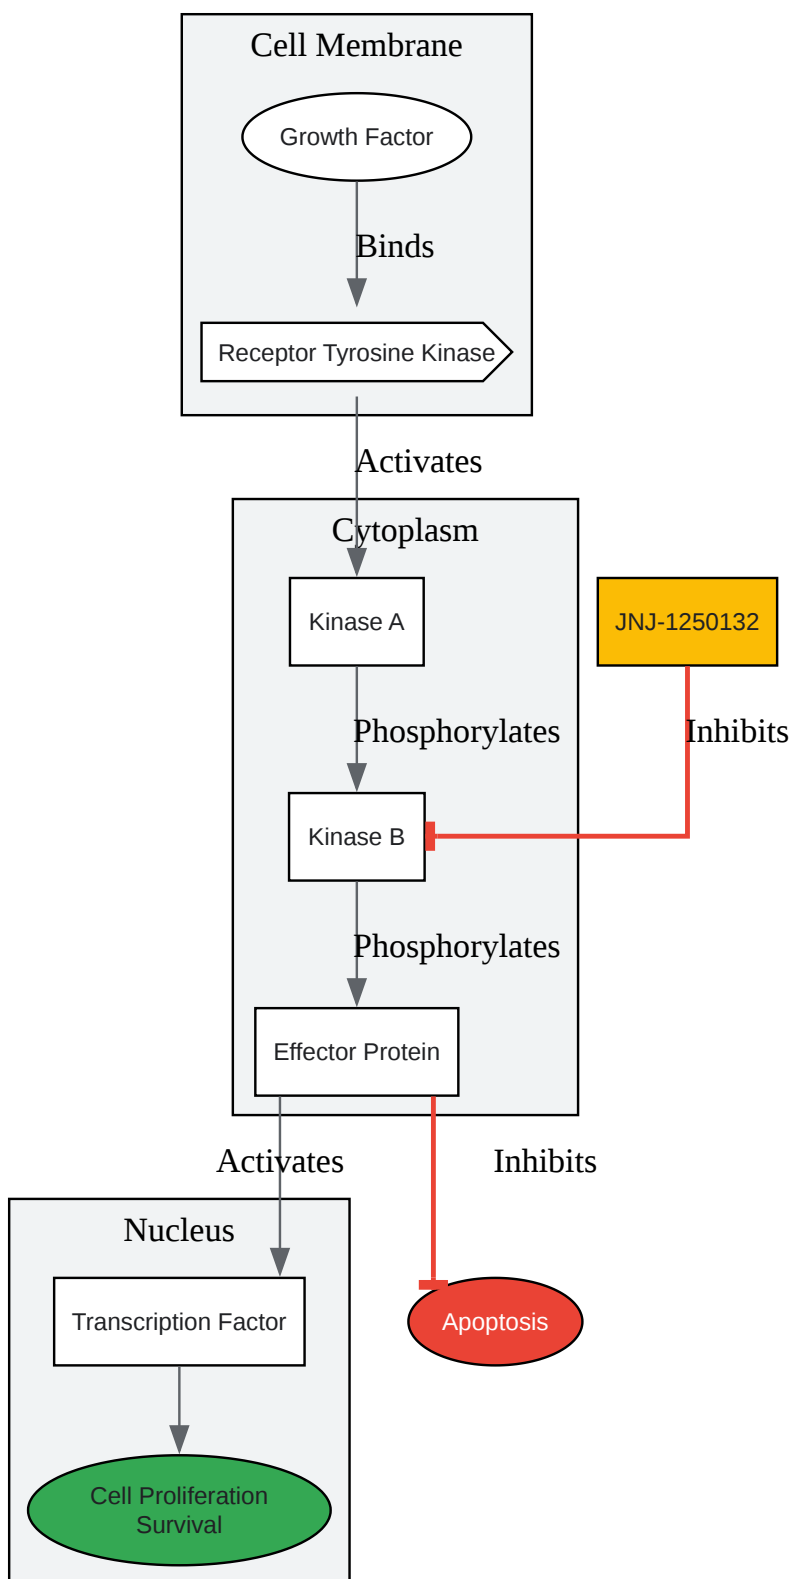 Cell Membrane
Growth Factor
Binds
Receptor Tyrosine Kinase
Activates
Cytoplasm
Kinase A
JNJ-1250132
Phosphorylates
Inhibits
Kinase B
Phosphorylates
Effector Protein
Activates
Inhibits
Nucleus
Transcription Factor
Apoptosis
Cell Proliferation
Survival